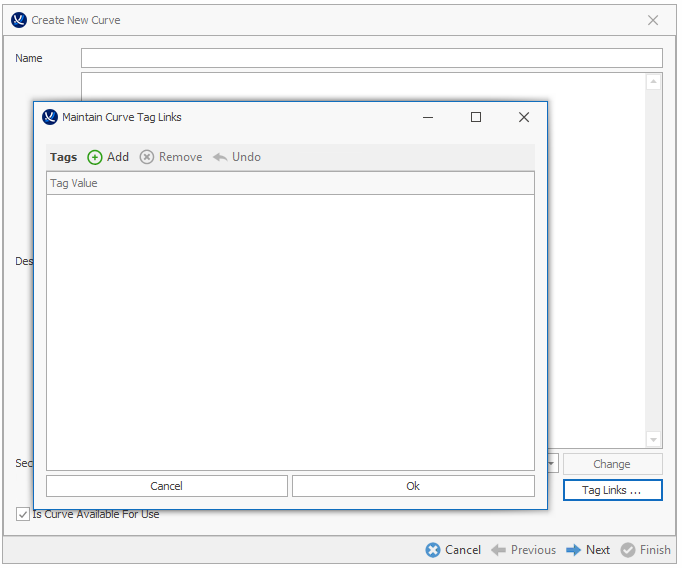 Create New Curve
Name
Maintain Curve Tag Links
Tags Add Remove Undo
Tag Value
Des
Sec
Change
Cancel Ok
Tag Links ...
Is Curve Available For Use
Cancel Previous Next Finish